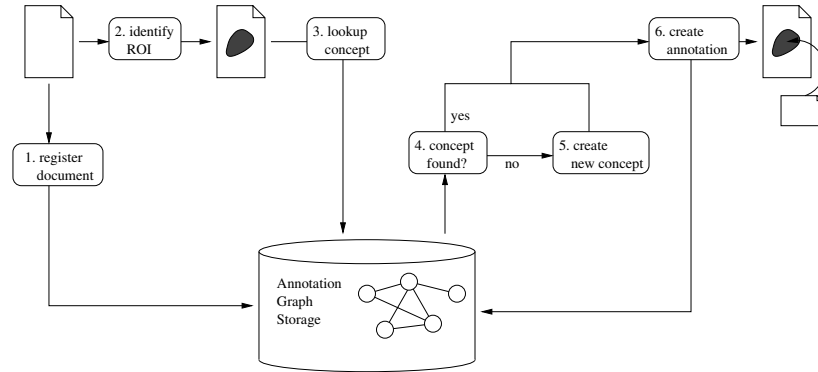 2. identify
ROI
3. lookup
concept
6. create
annotation
1. register
document
yes
4. concept
found?
no
5. create
new concept
Annotation
Graph
Storage